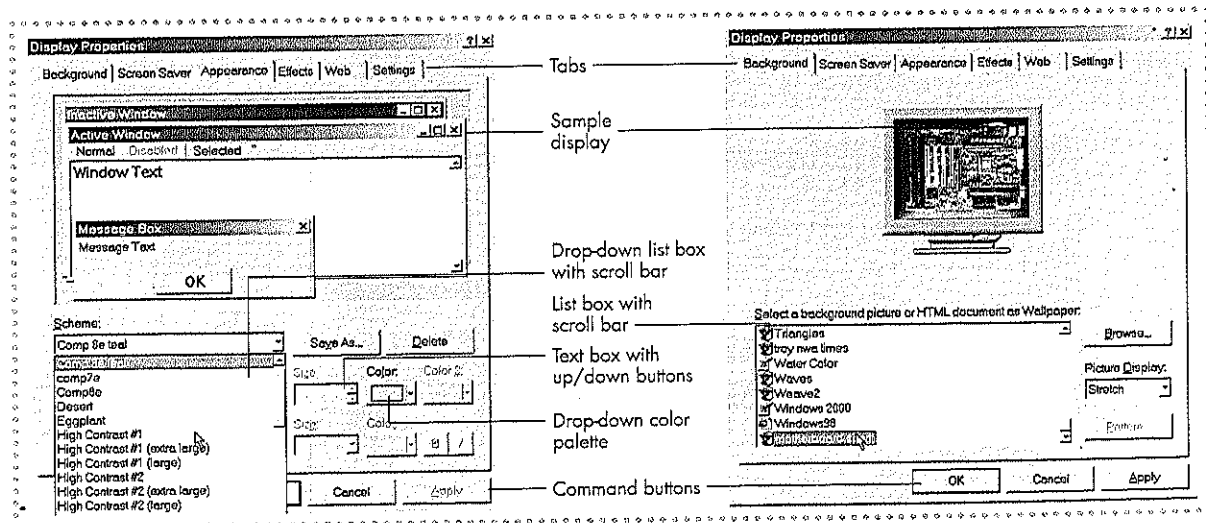 Display Properties
Background Screen Saver Appearance Effects Web Settings
Inactive Window
Active Window
Normal Disabled Selected
Window Text
Message Box
Message Text
OK
Scheme:
Comp 8e teal
Save As...
Delete
comp7e
Comp8e
Desert
Eggplant
High Contrast #1
High Contrast #1 (extra large)
High Contrast #1 (large)
High Contrast #2
High Contrast #2 (extra large)
High Contrast #2 (large)
Size:
Color:
Color 2:
Size:
Color:
B /
Cancel
Apply
Tabs
Sample
display
Drop-down list box
with scroll bar
List box with
scroll bar
Text box with
up/down buttons
Drop-down color
palette
Command buttons
Display Properties
Background Screen Saver Appearance Effects Web Settings
Select a background picture or HTML document as Wallpaper:
Triangles
troy nwa times
Water Color
Waves
Weave2
Windows 2000
Windows98
Browse...
Picture Display:
Stretch
Pattern...
OK
Cancel
Apply